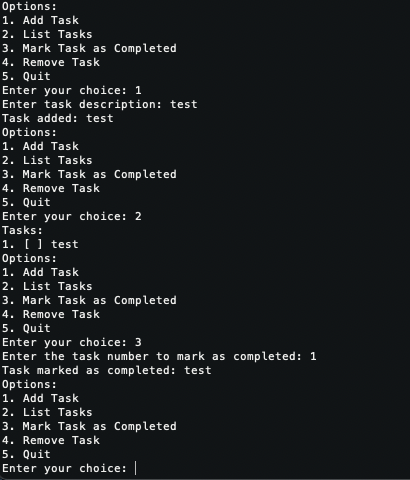 Options:
1. Add Task
2. List Tasks
3. Mark Task as Completed
4. Remove Task
5. Quit
Enter your choice: 1
Enter task description: test
Task added: test
Options:
1. Add Task
2. List Tasks
3. Mark Task as Completed
4. Remove Task
5. Quit
Enter your choice: 2
Tasks:
1. [ ] test
Options:
1. Add Task
2. List Tasks
3. Mark Task as Completed
4. Remove Task
5. Quit
Enter your choice: 3
Enter the task number to mark as completed: 1
Task marked as completed: test
Options:
1. Add Task
2. List Tasks
3. Mark Task as Completed
4. Remove Task
5. Quit
Enter your choice: